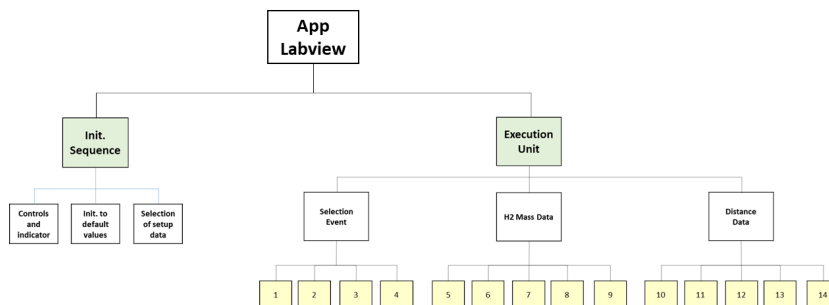 App
Labview
Init.
Sequence
Execution
Unit
Controls
and
indicator
Init. to
default
values
Selection
of setup
data
Selection
Event
H2 Mass Data
Distance
Data
1
2
3
4
5
6
7
8
9
10
11
12
13
14